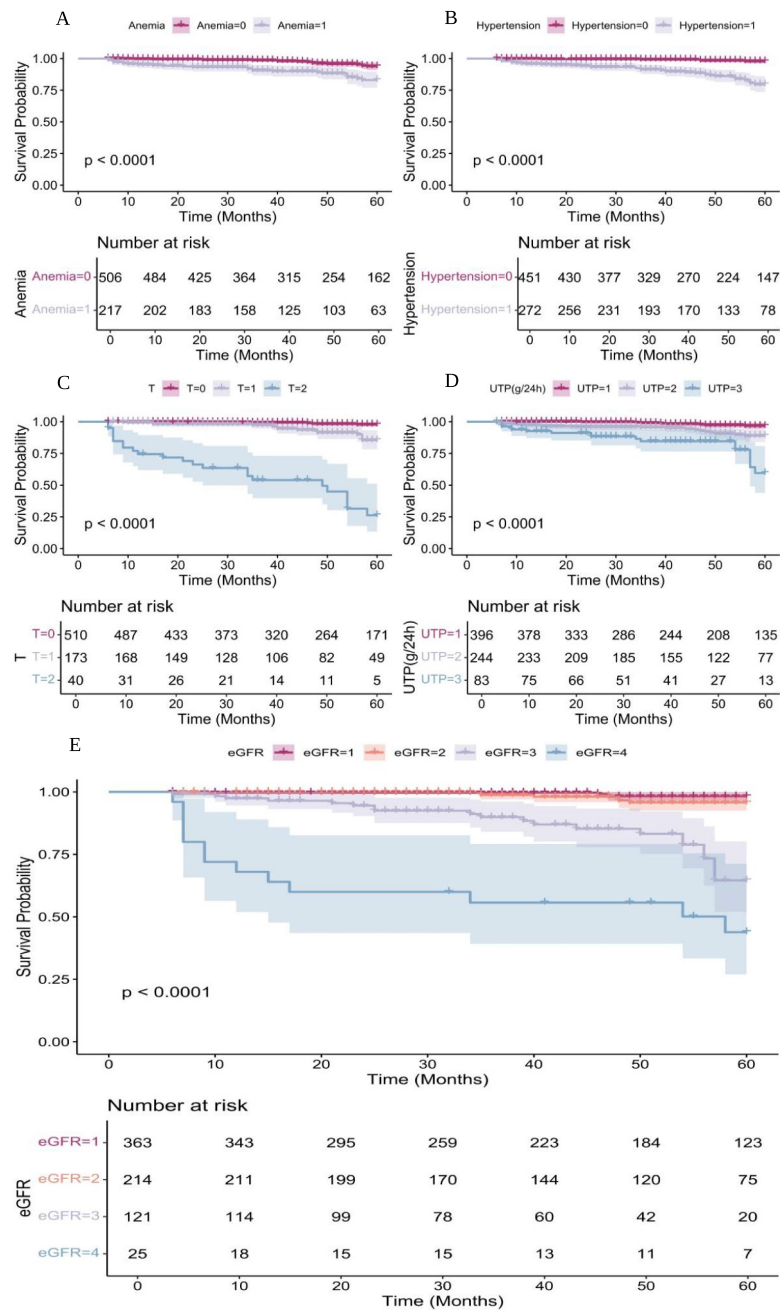 A
Anemia Anemia=0 Anemia=1
Survival Probability
1.00
0.75
0.50
0.25
0.00
p < 0.0001
0 10 20 30 40 50 60
Time (Months)
Number at risk
Anemia
Anemia=0 506 484 425 364 315 254 162
Anemia=1 217 202 183 158 125 103 63
0 10 20 30 40 50 60
Time (Months)
B
Hypertension Hypertension=0 Hypertension=1
Survival Probability
1.00
0.75
0.50
0.25
0.00
p < 0.0001
0 10 20 30 40 50 60
Time (Months)
Number at risk
Hypertension
Hypertension=0 451 430 377 329 270 224 147
Hypertension=1 272 256 231 193 170 133 78
0 10 20 30 40 50 60
Time (Months)
C
T T=0 T=1 T=2
Survival Probability
1.00
0.75
0.50
0.25
0.00
p < 0.0001
0 10 20 30 40 50 60
Time (Months)
Number at risk
T
T=0 510 487 433 373 320 264 171
T=1 173 168 149 128 106 82 49
T=2 40 31 26 21 14 11 5
0 10 20 30 40 50 60
Time (Months)
D
UTP(g/24h) UTP=1 UTP=2 UTP=3
Survival Probability
1.00
0.75
0.50
0.25
0.00
p < 0.0001
0 10 20 30 40 50 60
Time (Months)
Number at risk
UTP(g/24h)
UTP=1 396 378 333 286 244 208 135
UTP=2 244 233 209 185 155 122 77
UTP=3 83 75 66 51 41 27 13
0 10 20 30 40 50 60
Time (Months)
E
eGFR eGFR=1 eGFR=2 eGFR=3 eGFR=4
Survival Probability
1.00
0.75
0.50
0.25
0.00
p < 0.0001
0 10 20 30 40 50 60
Time (Months)
Number at risk
eGFR
eGFR=1 363 343 295 259 223 184 123
eGFR=2 214 211 199 170 144 120 75
eGFR=3 121 114 99 78 60 42 20
eGFR=4 25 18 15 15 13 11 7
0 10 20 30 40 50 60
Time (Months)